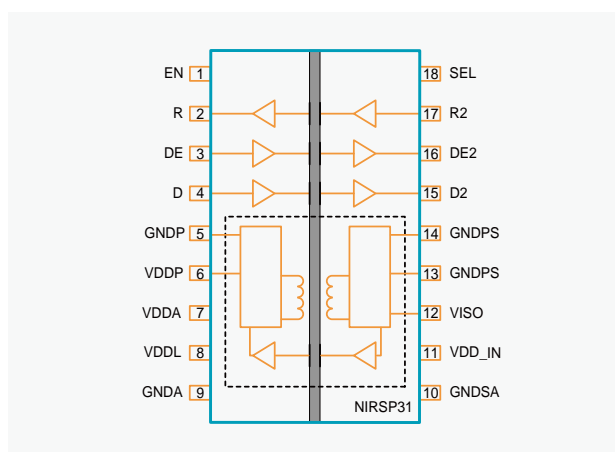 EN 1 18 SEL
R 2 17 R2
DE 3 16 DE2
D 4 15 D2
GNDP 5 14 GNDPS
VDDP 6 13 GNDPS
VDDA 7 12 VISO
VDDL 8 11 VDD_IN
GNDA 9 10 GNDSA
NIRSP31